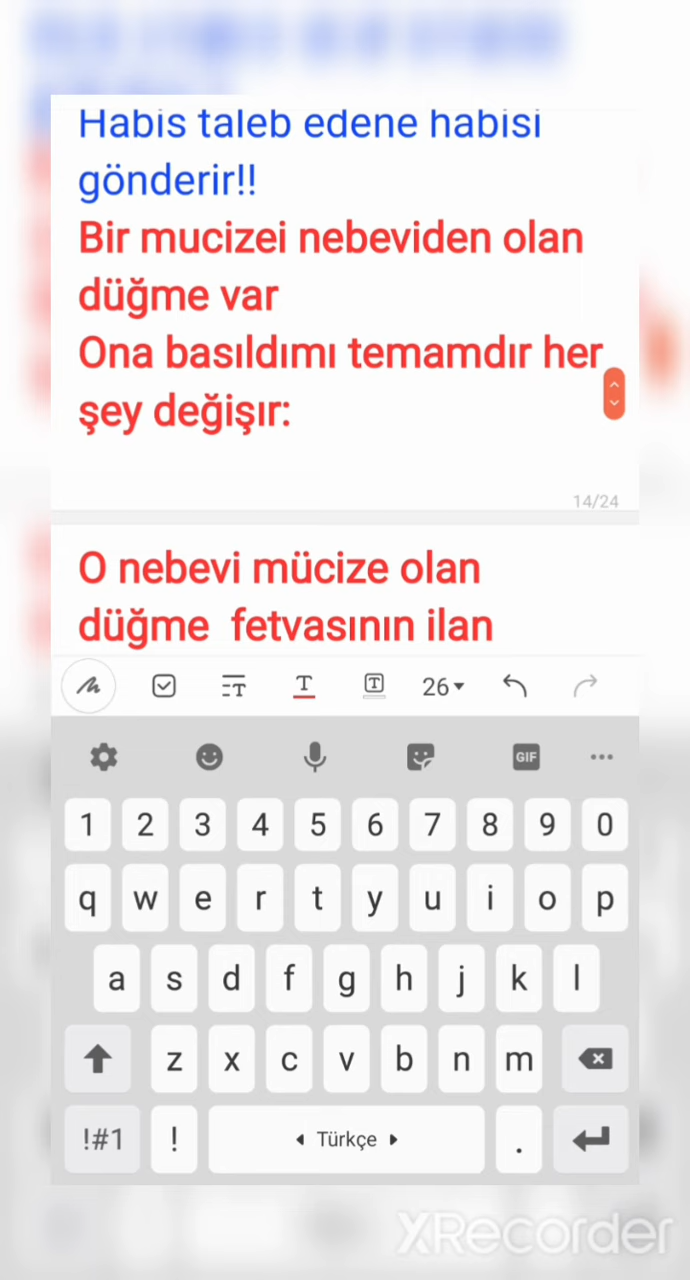 Habis taleb edene habisi
gönderir!!
Bir mucizei nebeviden olan
düğme var
Ona basıldımı temamdır her
şey değişır:
14/24
O nebevi mücize olan
düğme fetvasının ilan
T
T
T
26
GIF
1 2 3 4 5 6 7 8 9 0
q w e r t y u i o p
a s d f g h j k l
z x c v b n m
!#1 ! Türkçe .
XRecorder